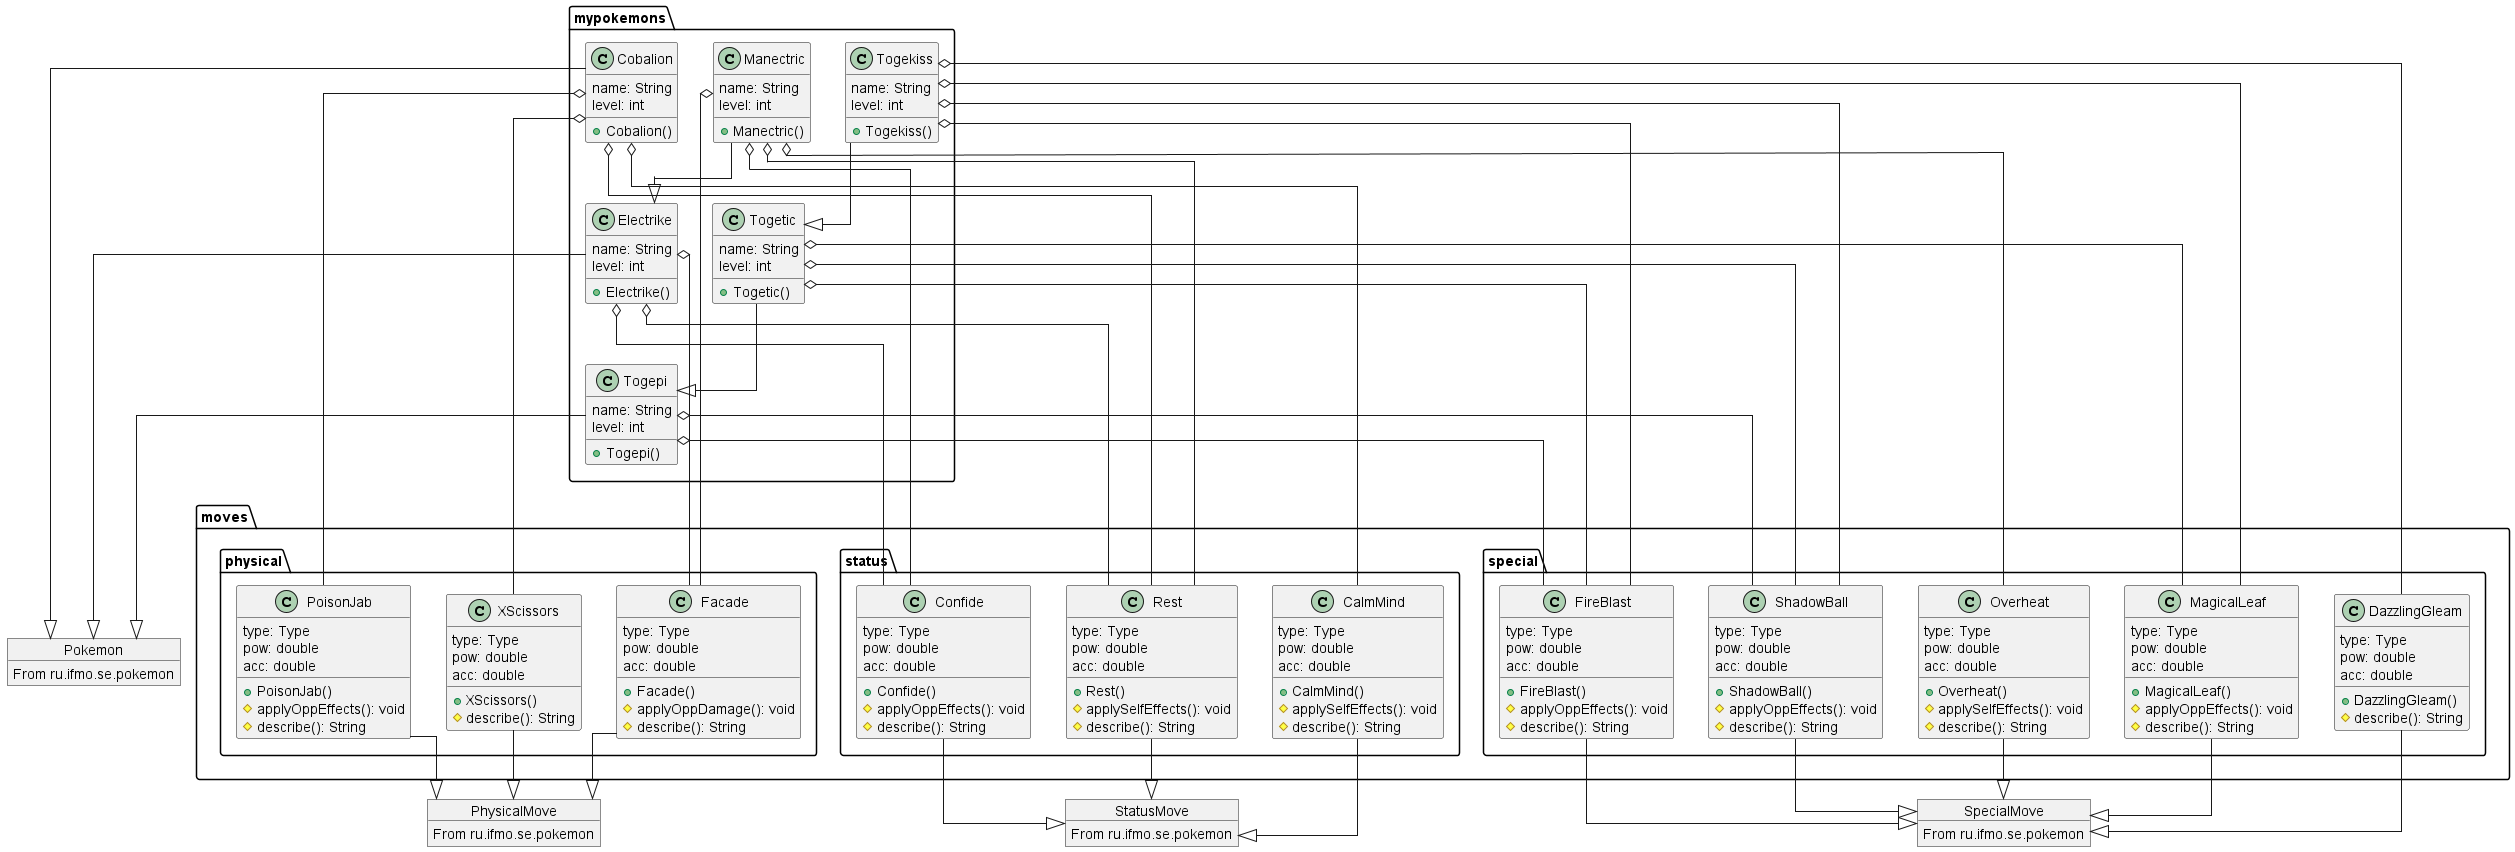 mypokemons
C Cobalion
name: String
level: int
Cobalion()
C Manectric
name: String
level: int
Manectric()
C Togekiss
name: String
level: int
Togekiss()
C Electrike
name: String
level: int
Electrike()
C Togetic
name: String
level: int
Togetic()
C Togepi
name: String
level: int
Togepi()
moves
physical
C PoisonJab
type: Type
pow: double
acc: double
PoisonJab()
applyOppEffects(): void
describe(): String
C XScissors
type: Type
pow: double
acc: double
XScissors()
describe(): String
C Facade
type: Type
pow: double
acc: double
Facade()
applyOppDamage(): void
describe(): String
status
C Confide
type: Type
pow: double
acc: double
Confide()
applyOppEffects(): void
describe(): String
C Rest
type: Type
pow: double
acc: double
Rest()
applySelfEffects(): void
describe(): String
C CalmMind
type: Type
pow: double
acc: double
CalmMind()
applySelfEffects(): void
describe(): String
special
C FireBlast
type: Type
pow: double
acc: double
FireBlast()
applyOppEffects(): void
describe(): String
C ShadowBall
type: Type
pow: double
acc: double
ShadowBall()
applyOppEffects(): void
describe(): String
C Overheat
type: Type
pow: double
acc: double
Overheat()
applySelfEffects(): void
describe(): String
C MagicalLeaf
type: Type
pow: double
acc: double
MagicalLeaf()
applyOppEffects(): void
describe(): String
C DazzlingGleam
type: Type
pow: double
acc: double
DazzlingGleam()
describe(): String
Pokemon
From ru.ifmo.se.pokemon
PhysicalMove
From ru.ifmo.se.pokemon
StatusMove
From ru.ifmo.se.pokemon
SpecialMove
From ru.ifmo.se.pokemon